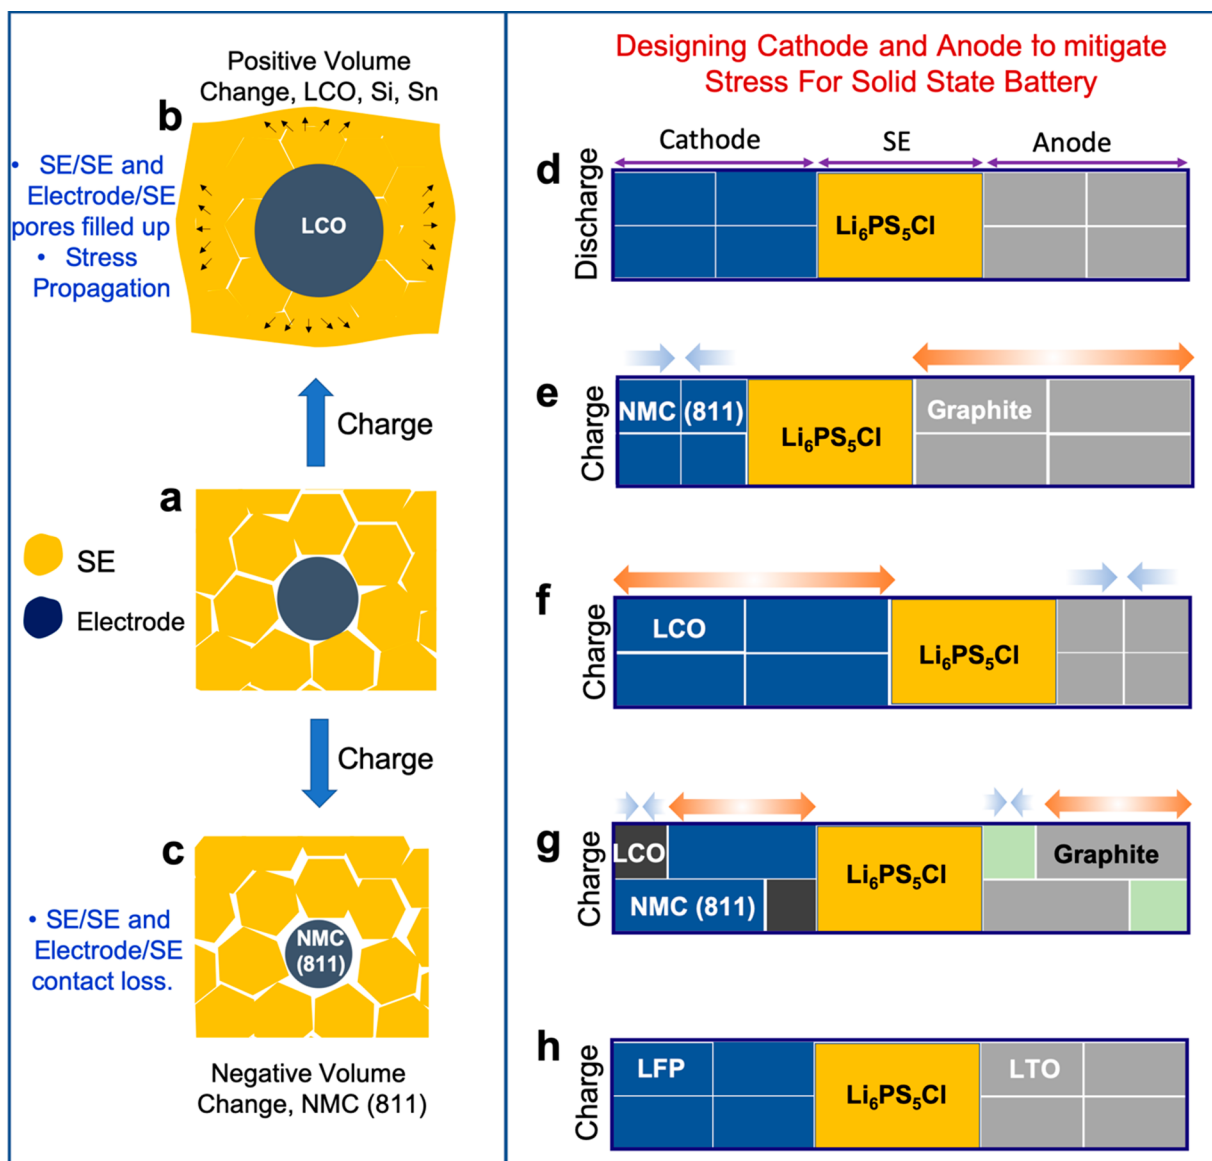 Positive Volume
Change, LCO, Si, Sn
b
• SE/SE and
Electrode/SE
pores filled up
• Stress
Propagation
LCO
Charge
a
SE
Electrode
Charge
c
• SE/SE and
Electrode/SE
contact loss.
NMC
(811)
Negative Volume
Change, NMC (811)
Designing Cathode and Anode to mitigate
Stress For Solid State Battery
Cathode SE Anode
d
Discharge
Li₆PS₅Cl
e
Charge
NMC (811)
Li₆PS₅Cl
Graphite
f
Charge
LCO
Li₆PS₅Cl
g
Charge
LCO
NMC (811)
Li₆PS₅Cl
Graphite
h
Charge
LFP
Li₆PS₅Cl
LTO